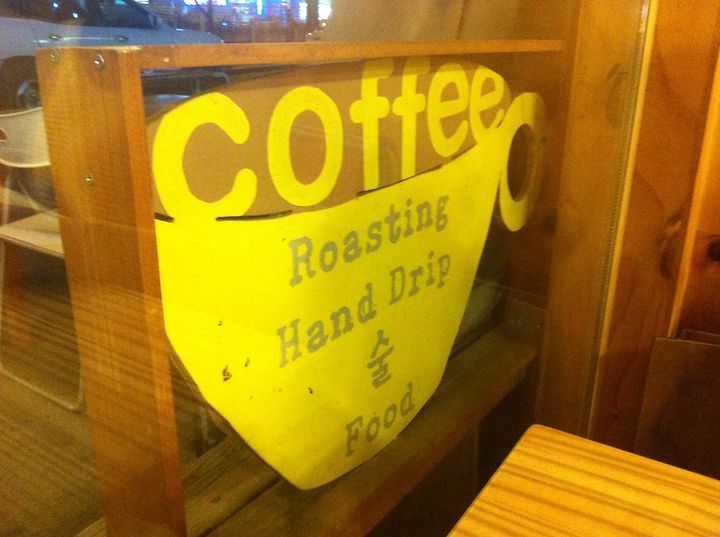 coffee
Roasting
Hand Drip
술
Food